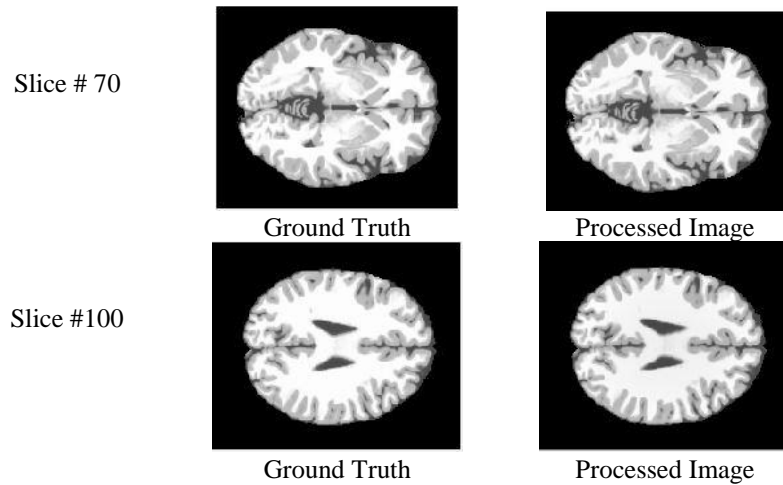 Slice # 70
Ground Truth Processed Image
Slice #100
Ground Truth Processed Image